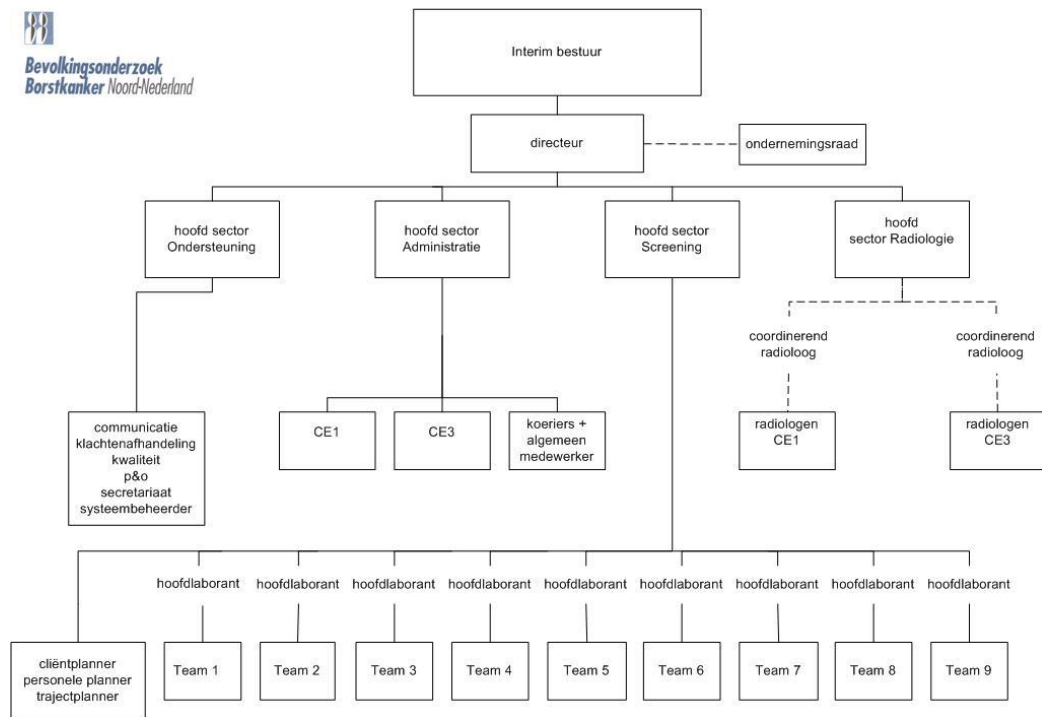 Bevolkingsonderzoek
Borstkanker Noord-Nederland
Interim bestuur
directeur
ondernemingsraad
hoofd sector
Ondersteuning
hoofd sector
Administratie
hoofd sector
Screening
hoofd
sector Radiologie
coordinerend
radioloog
coordinerend
radioloog
communicatie
klachtenafhandeling
kwaliteit
p&o
secretariaat
systeembeheerder
CE1
CE3
koeriers +
algemeen
medewerker
radiologen
CE1
radiologen
CE3
hoofdlaborant
hoofdlaborant
hoofdlaborant
hoofdlaborant
hoofdlaborant
hoofdlaborant
hoofdlaborant
hoofdlaborant
hoofdlaborant
cliëntplanner
personele planner
trajectplanner
Team 1
Team 2
Team 3
Team 4
Team 5
Team 6
Team 7
Team 8
Team 9